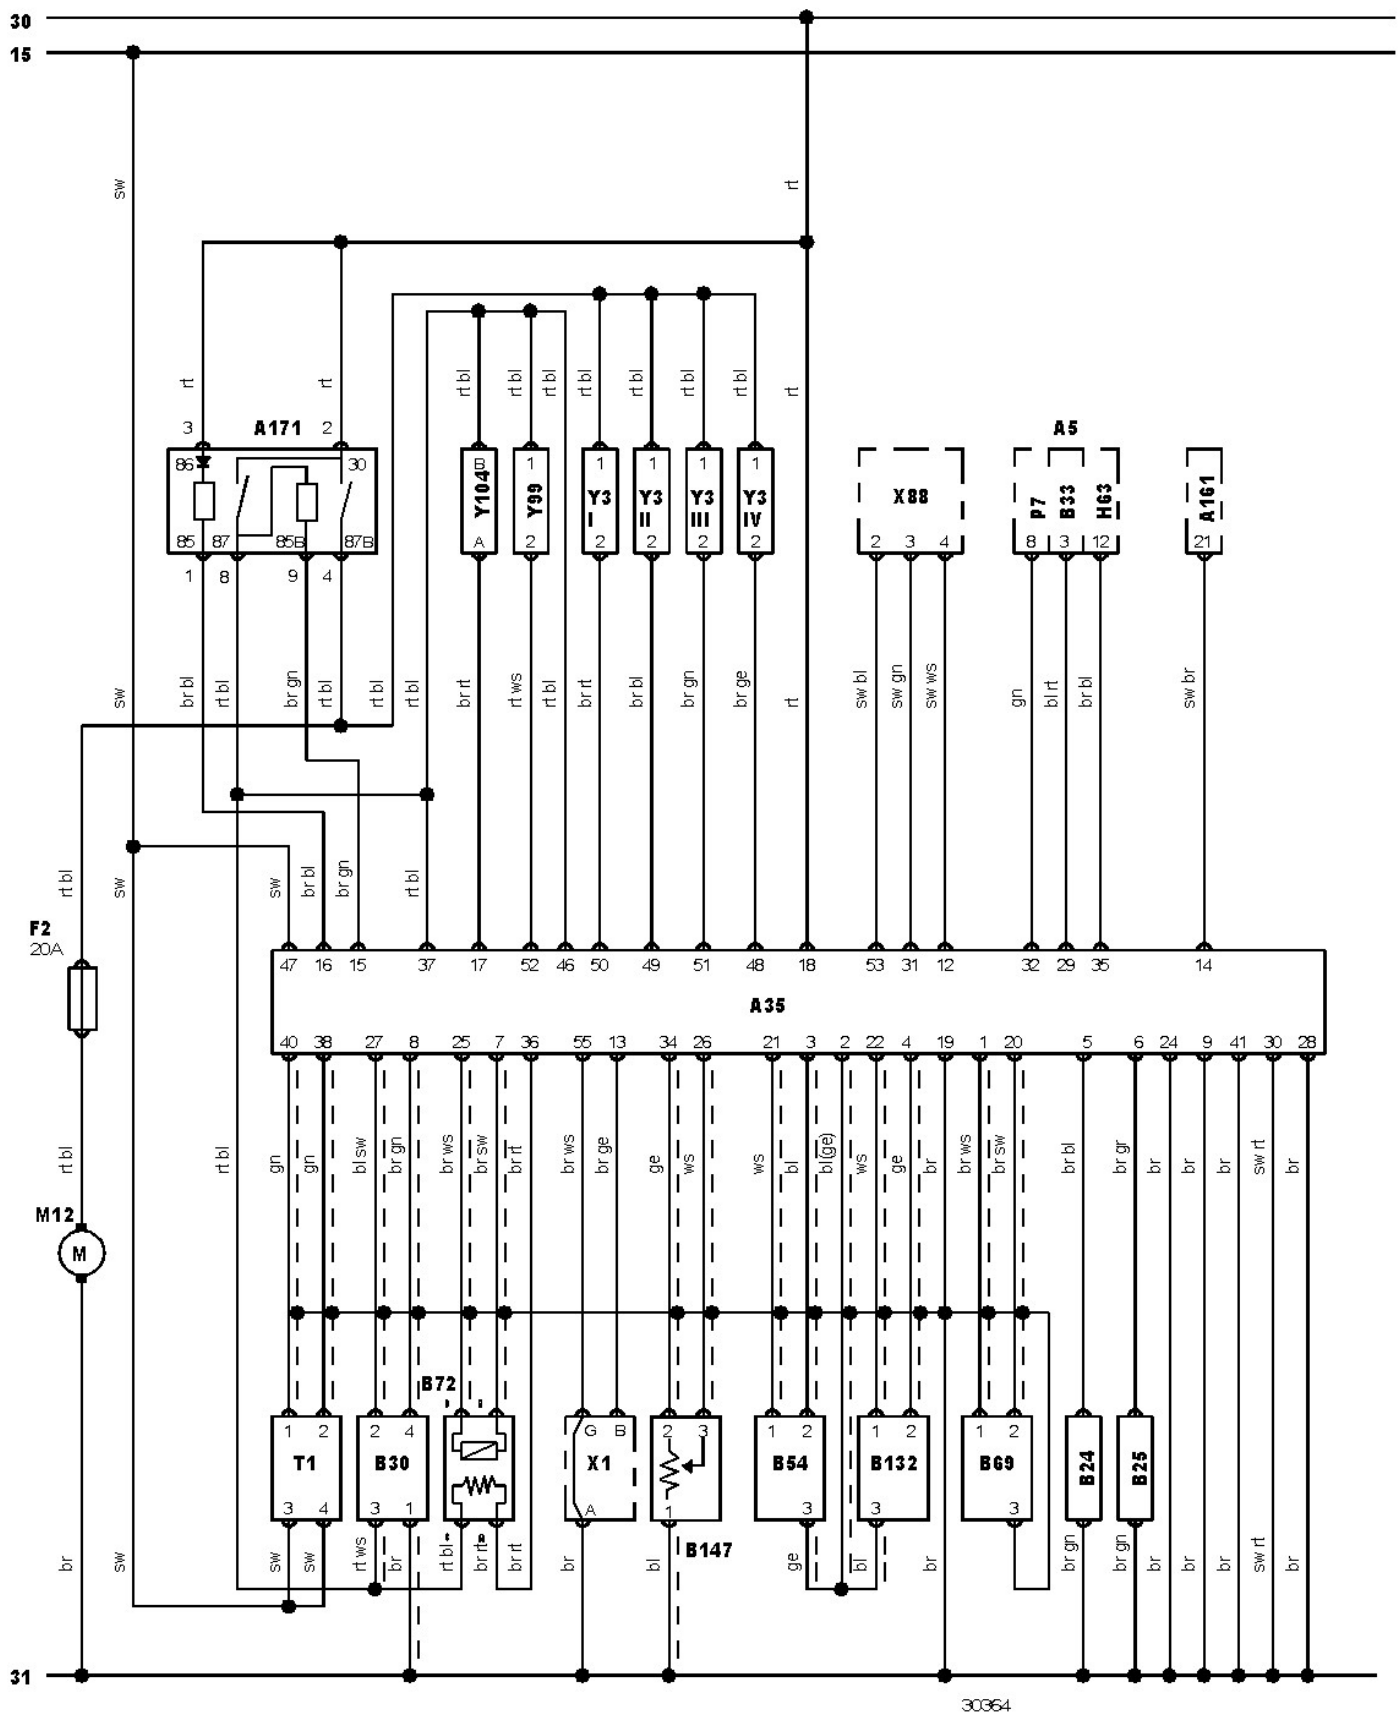 30
15
sw
rt
rt
rt
rt bl
rt bl
rt bl
rt bl
rt bl
rt bl
rt bl
rt
3
A171
2
A5
86
30
B
1
1
1
1
1
Y104
Y99
Y3
I
Y3
II
Y3
III
Y3
IV
X88
P7
B33
H63
A161
85
87
85B
87B
A
2
2
2
2
2
2
3
4
8
3
12
21
1
8
9
4
sw
br bl
rt bl
br gn
rt bl
rt bl
rt bl
br rt
rt ws
rt bl
br rt
br bl
br gn
br ge
rt
sw bl
sw gn
sw ws
gn
bl rt
br bl
sw br
rt bl
sw
sw
br bl
br gn
rt bl
F2
20A
47
16
15
37
17
52
46
50
49
51
48
18
53
31
12
32
29
35
14
A35
40
38
27
8
25
7
36
55
13
34
26
21
3
2
22
4
19
1
20
5
6
24
9
41
30
28
rt bl
rt bl
gn
gn
bl sw
br gn
br ws
br sw
br rt
br ws
br ge
ge
ws
ws
bl
bl(ge)
ws
ge
br
br ws
br sw
br bl
br gr
br
br
br
sw rt
br
M12
M
B72
1
2
2
4
G
B
2
3
1
2
1
2
1
2
T1
B30
X1
B54
B132
B69
B24
B25
3
4
3
1
A
1
3
3
3
B147
br
sw
sw
sw
rt ws
br
rt bl
br rt
br rt
br
bl
ge
bl
br
br gn
br gn
br
br
br
sw rt
br
31
30364